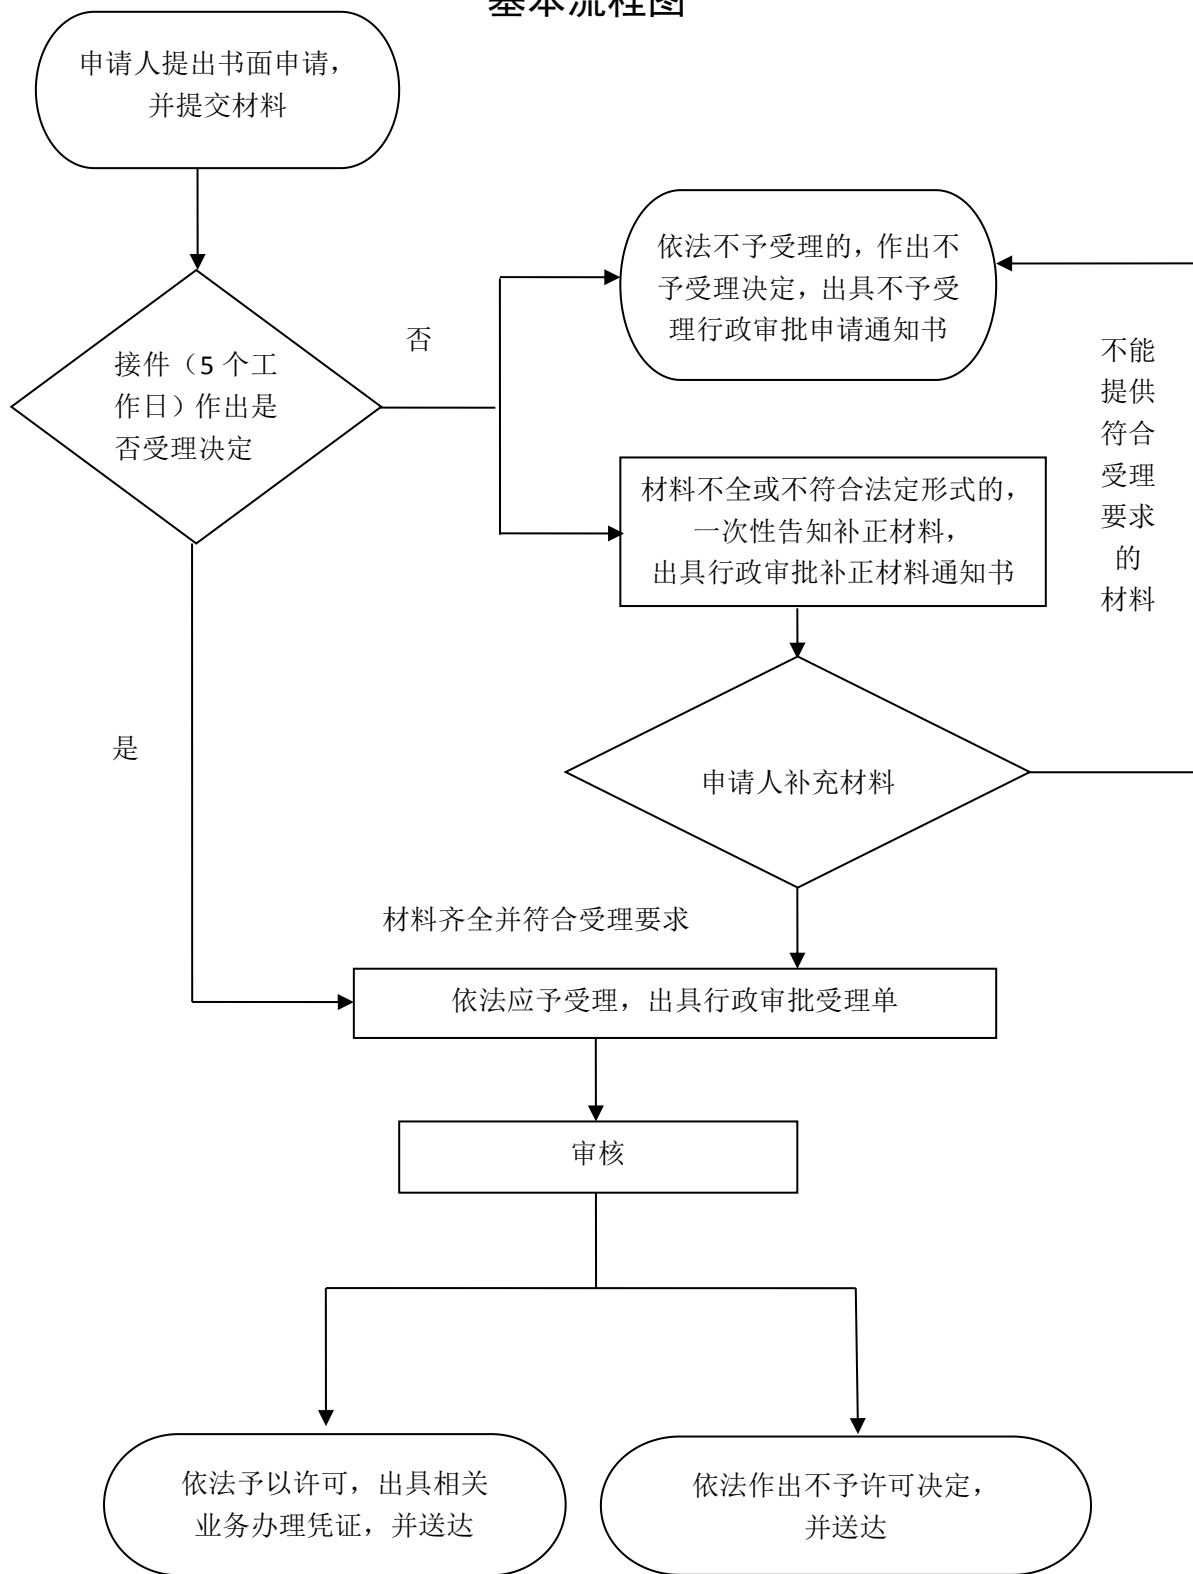 基本流程图
申请人提出书面申请，
并提交材料
依法不予受理的，作出不
予受理决定，出具不予受
理行政审批申请通知书
否
接件（5 个工
作日）作出是
否受理决定
不能
提供
符合
受理
要求
的
材料
材料不全或不符合法定形式的，
一次性告知补正材料，
出具行政审批补正材料通知书
是
申请人补充材料
材料齐全并符合受理要求
依法应予受理，出具行政审批受理单
审核
依法予以许可，出具相关
业务办理凭证，并送达
依法作出不予许可决定，
并送达